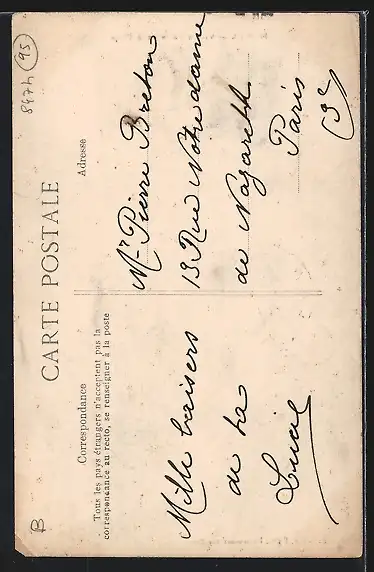 8474 95
CARTE POSTALE
Correspondance
Tous les pays étrangers n'acceptent pas la
correspondance au recto, se renseigner à la poste
Adresse
Mille baisers
de ta
Lucie
Mr Pierre Breton
13 Rue Notre dame
de Nazareth
Paris
(3e)
B